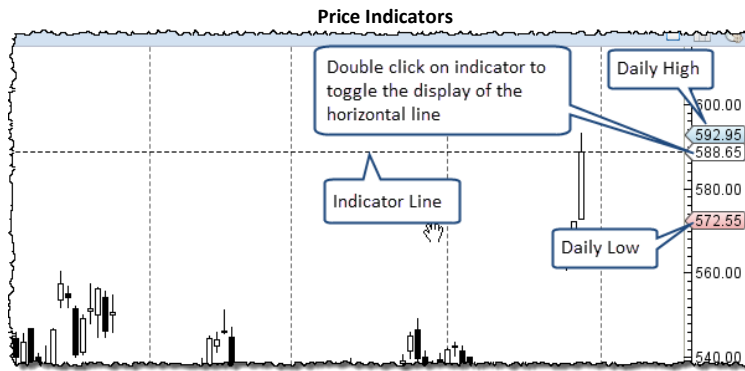 Price Indicators
Double click on indicator to
toggle the display of the
horizontal line
Daily High
600.00
592.95
588.65
Indicator Line
580.00
572.55
Daily Low
560.00
540.00